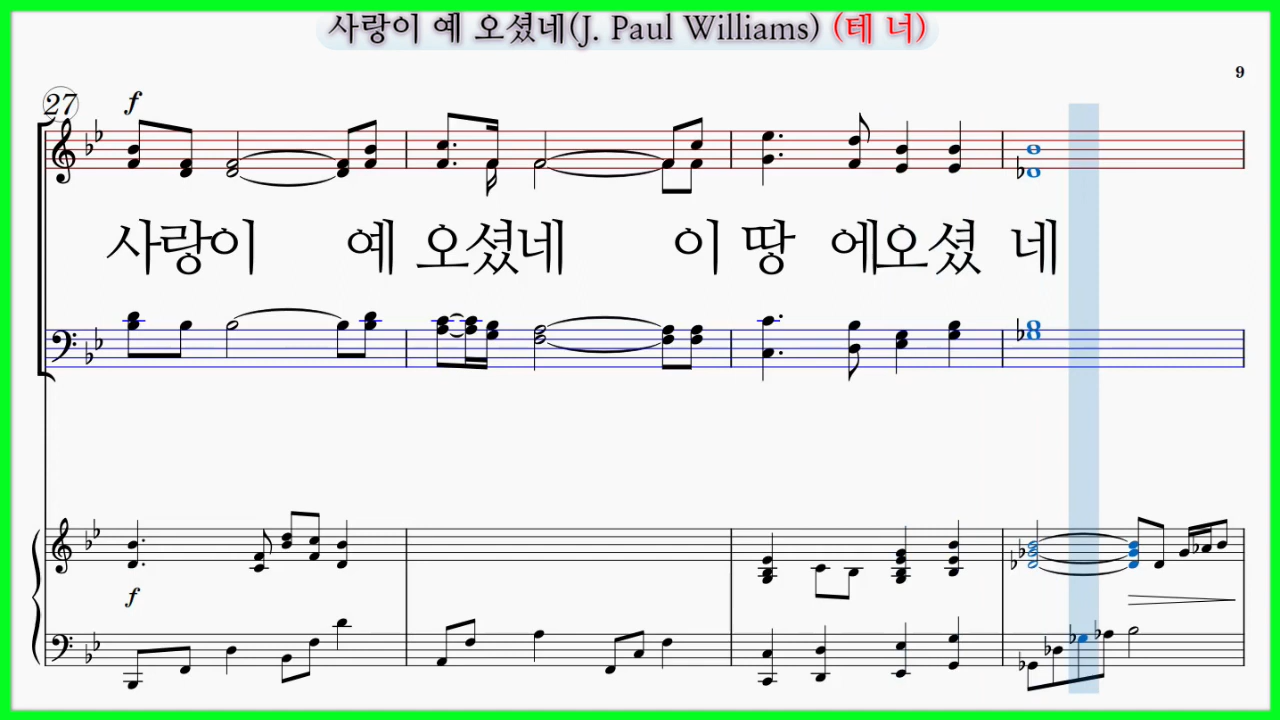 사랑이 예 오셨네(J. Paul Williams) (테 너)
9
27
f
사랑이 예 오셨네 이 땅 에오셨 네
f